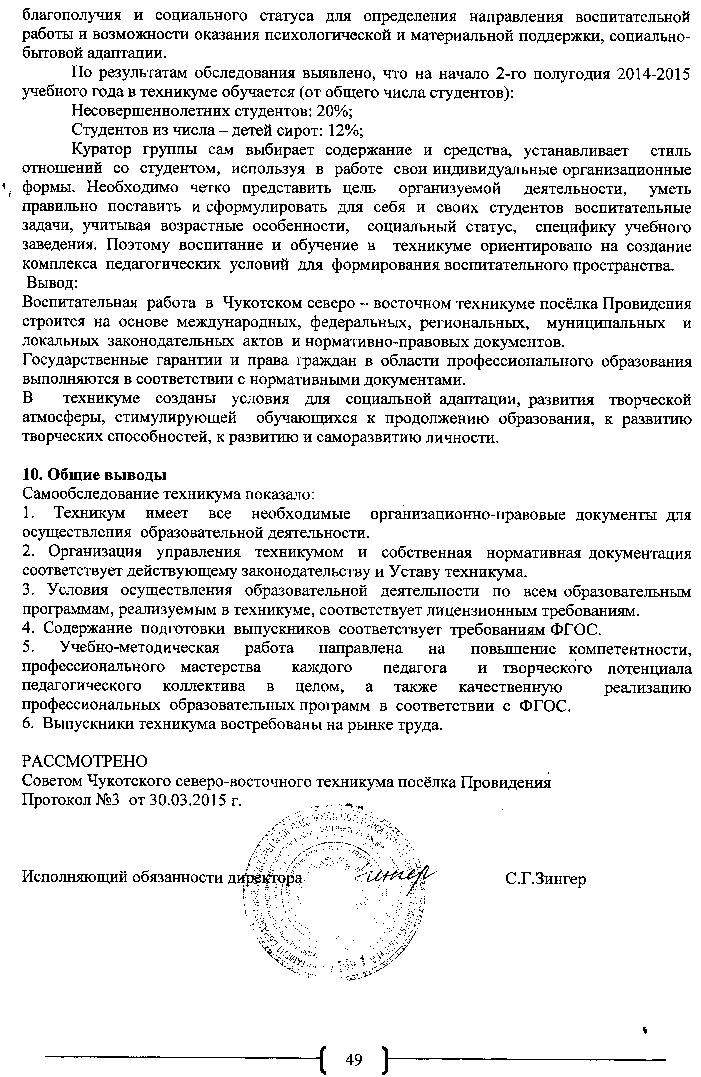 благополучия и социального статуса для определения направления воспитательной
работы и возможности оказания психологической и материальной поддержки, социально-
бытовой адаптации.
По результатам обследования выявлено, что на начало 2-го полугодия 2014-2015
учебного года в техникуме обучается (от общего числа студентов):
Несовершеннолетних студентов: 20%;
Студентов из числа – детей сирот: 12%;
Куратор группы сам выбирает содержание и средства, устанавливает стиль
отношений со студентом, используя в работе свои индивидуальные организационные
формы. Необходимо четко представить цель организуемой деятельности, уметь
правильно поставить и сформулировать для себя и своих студентов воспитательные
задачи, учитывая возрастные особенности, социальный статус, специфику учебного
заведения. Поэтому воспитание и обучение в техникуме ориентировано на создание
комплекса педагогических условий для формирования воспитательного пространства.
Вывод:
Воспитательная работа в Чукотском северо – восточном техникуме посёлка Провидения
строится на основе международных, федеральных, региональных, муниципальных и
локальных законодательных актов и нормативно-правовых документов.
Государственные гарантии и права граждан в области профессионального образования
выполняются в соответствии с нормативными документами.
В техникуме созданы условия для социальной адаптации, развития творческой
атмосферы, стимулирующей обучающихся к продолжению образования, к развитию
творческих способностей, к развитию и саморазвитию личности.
10. Общие выводы
Самообследование техникума показало:
1. Техникум имеет все необходимые организационно-правовые документы для
осуществления образовательной деятельности.
2. Организация управления техникумом и собственная нормативная документация
соответствует действующему законодательству и Уставу техникума.
3. Условия осуществления образовательной деятельности по всем образовательным
программам, реализуемым в техникуме, соответствует лицензионным требованиям.
4. Содержание подготовки выпускников соответствует требованиям ФГОС.
5. Учебно-методическая работа направлена на повышение компетентности,
профессионального мастерства каждого педагога и творческого потенциала
педагогического коллектива в целом, а также качественную реализацию
профессиональных образовательных программ в соответствии с ФГОС.
6. Выпускники техникума востребованы на рынке труда.
РАССМОТРЕНО
Советом Чукотского северо-восточного техникума посёлка Провидения
Протокол №3 от 30.03.2015 г.
Исполняющий обязанности директора С.Г.Зингер
49